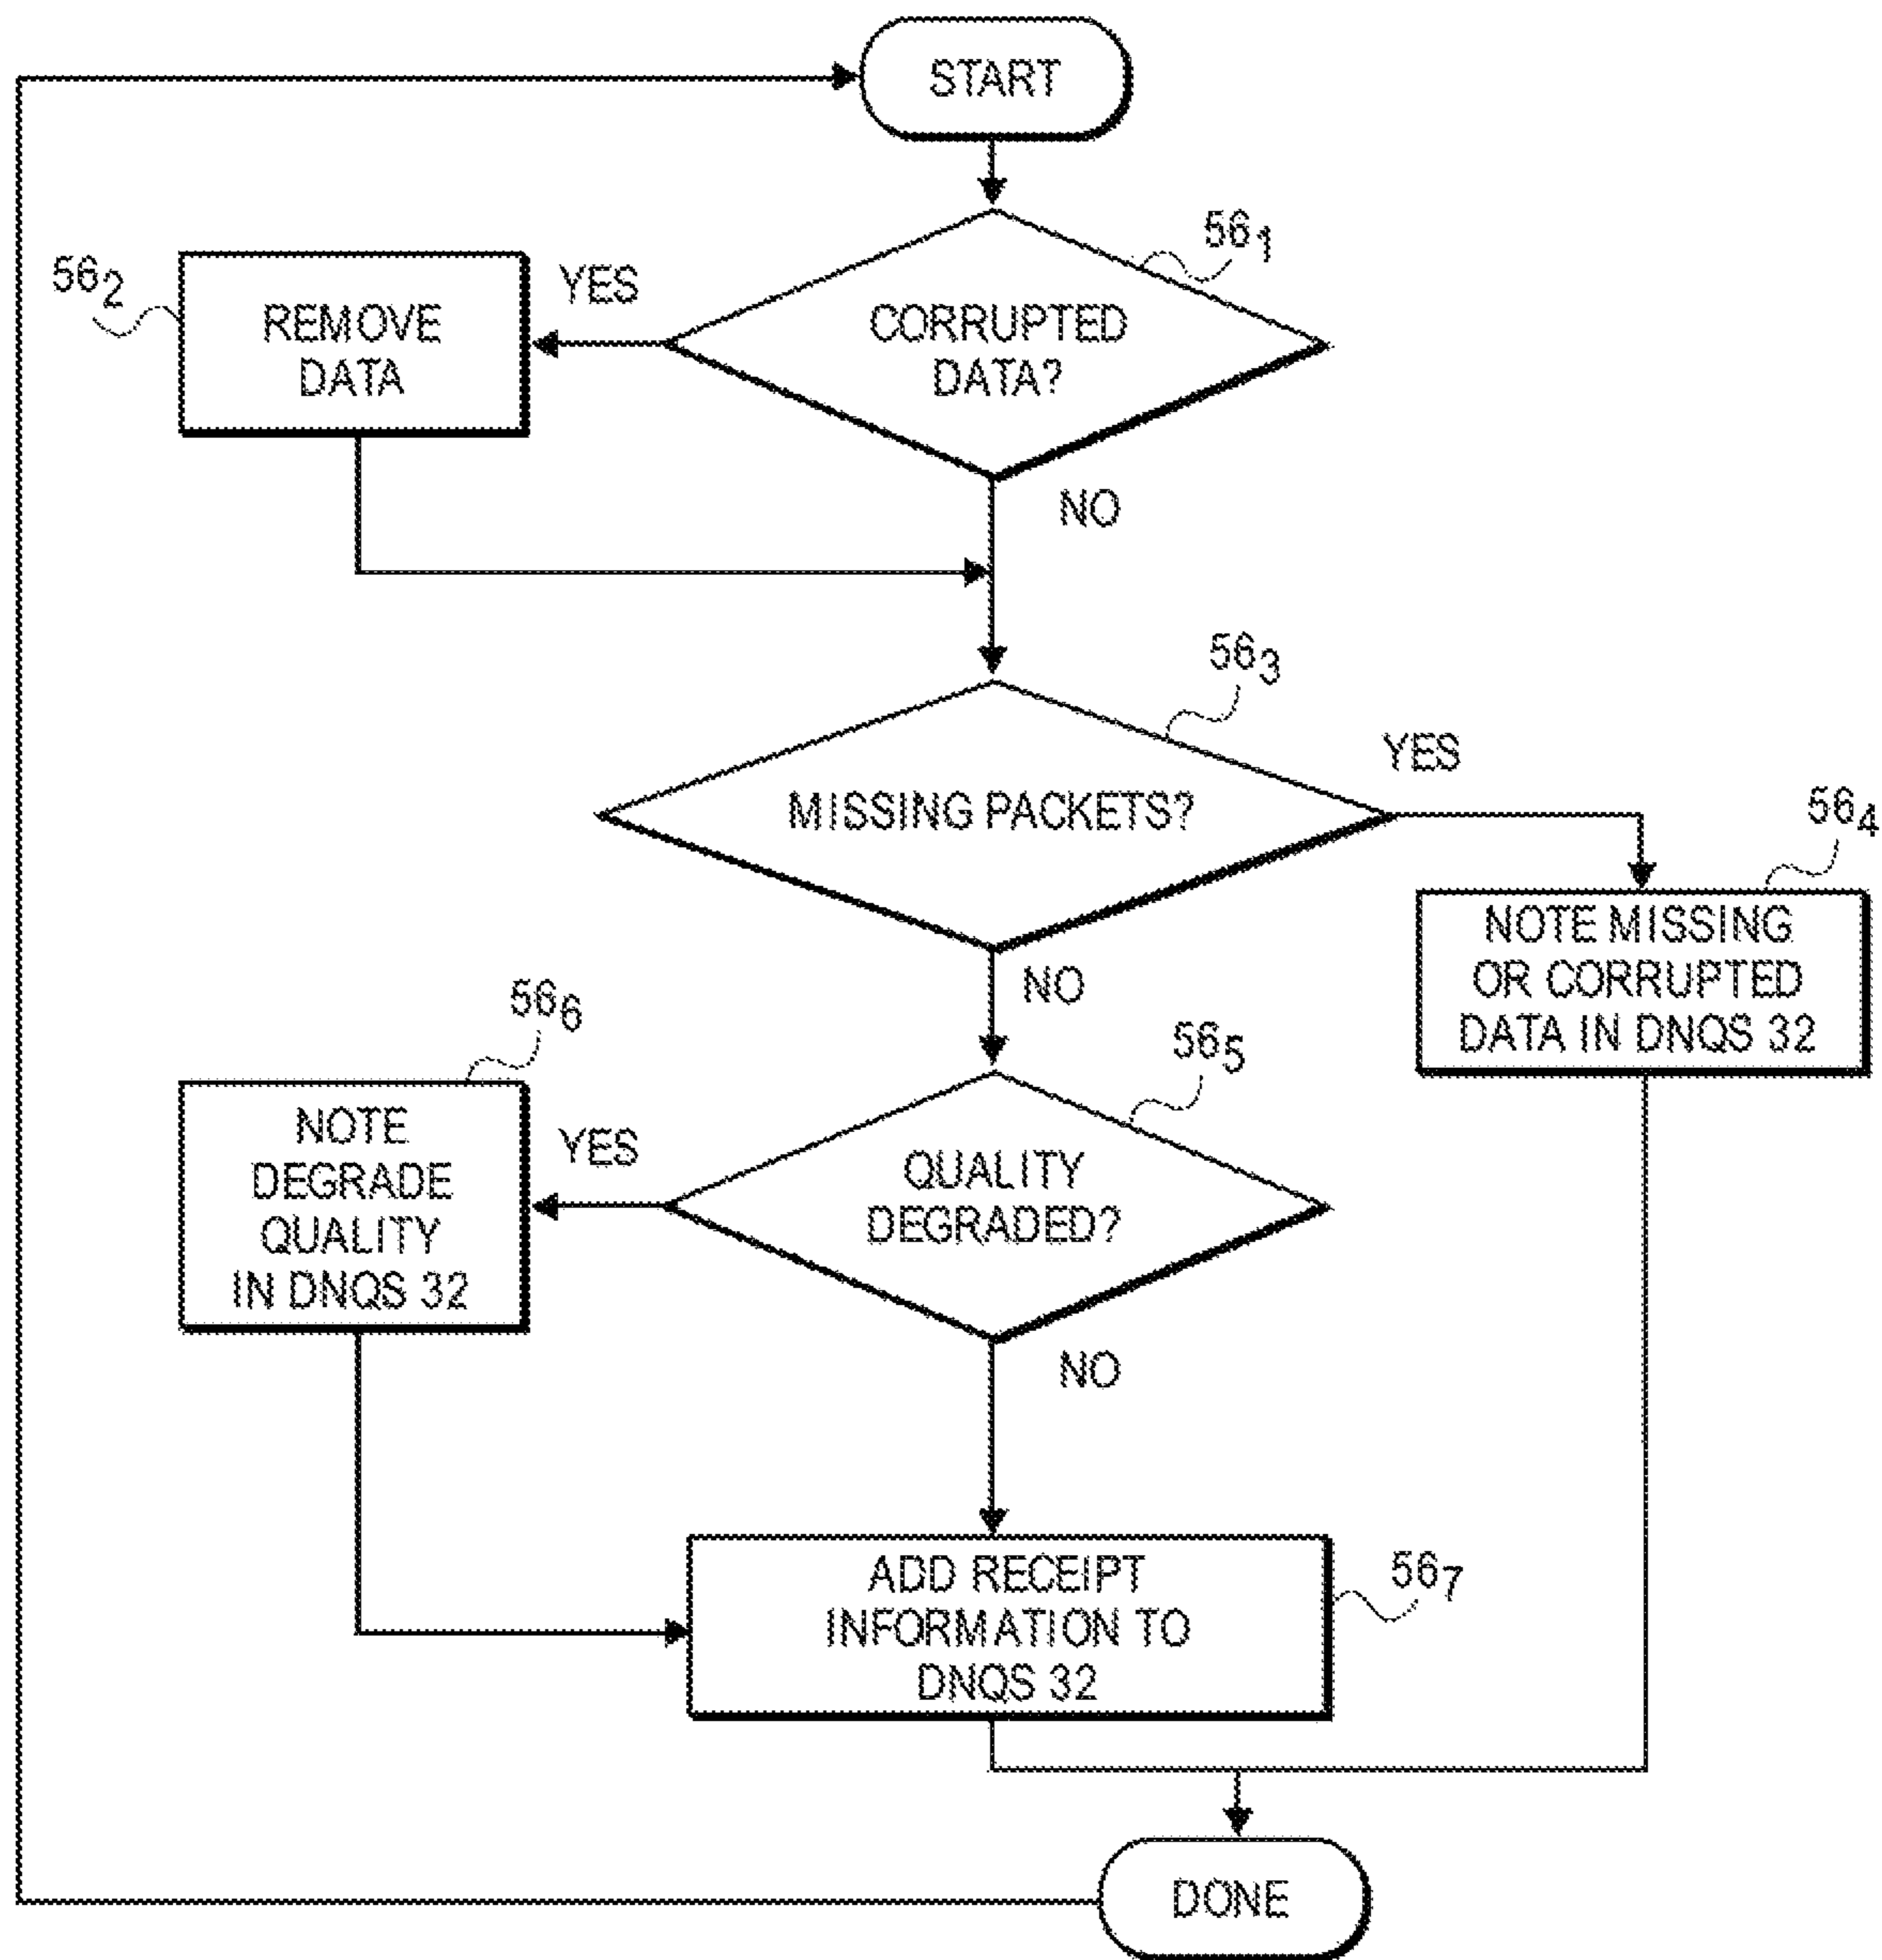 START
56₁
56₂
YES
REMOVE
DATA
CORRUPTED
DATA?
NO
56₃
YES
MISSING PACKETS?
56₄
NOTE MISSING
OR CORRUPTED
DATA IN DNQS 32
NO
56₆
56₅
NOTE
DEGRADE
QUALITY
IN DNQS 32
YES
QUALITY
DEGRADED?
NO
ADD RECEIPT
INFORMATION TO
DNQS 32
56₇
DONE